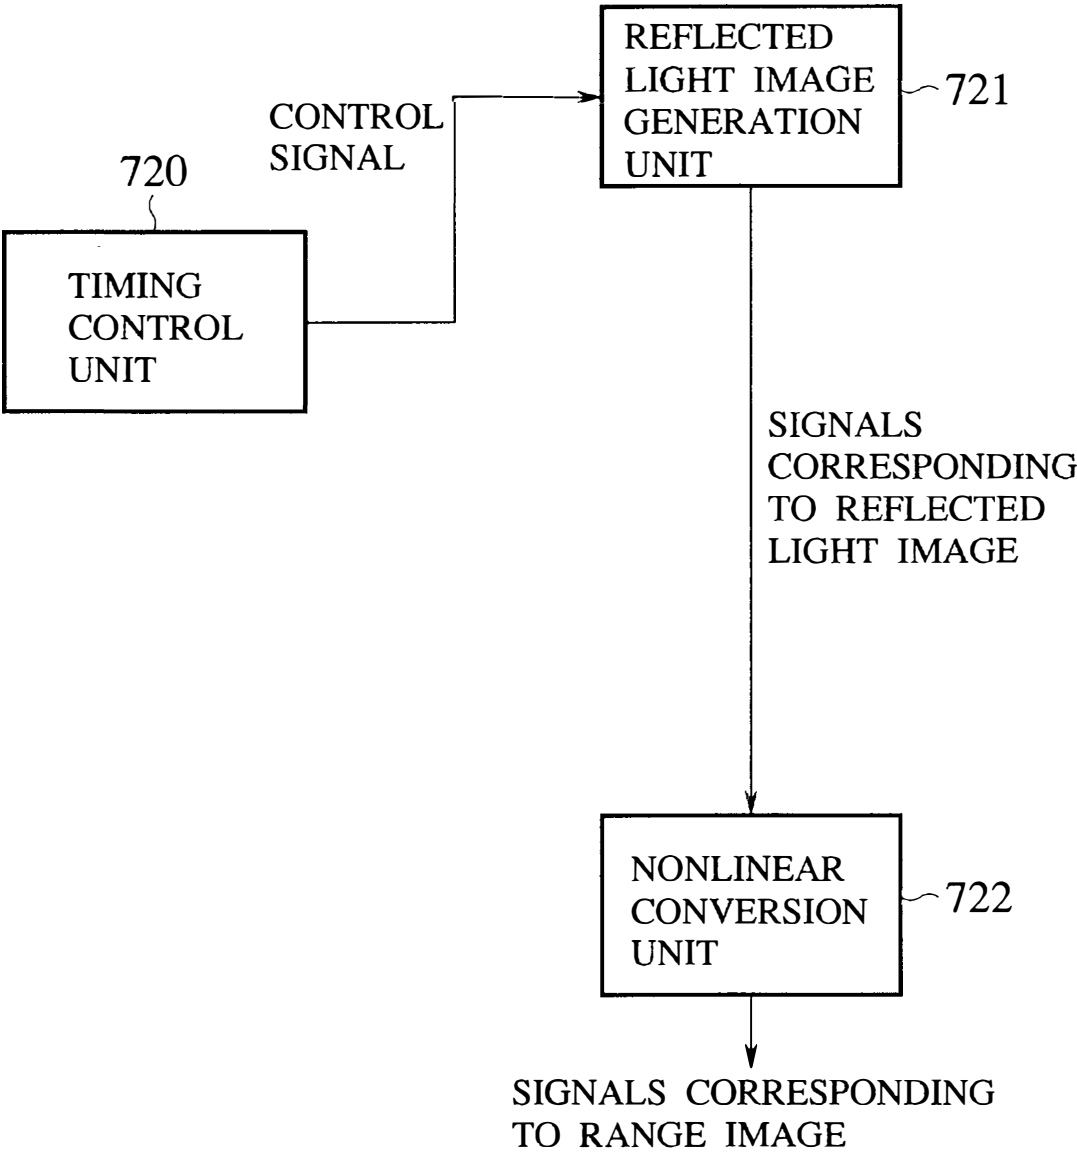 REFLECTED
LIGHT IMAGE
GENERATION
UNIT
721
CONTROL
SIGNAL
720
TIMING
CONTROL
UNIT
SIGNALS
CORRESPONDING
TO REFLECTED
LIGHT IMAGE
NONLINEAR
CONVERSION
UNIT
722
SIGNALS CORRESPONDING
TO RANGE IMAGE